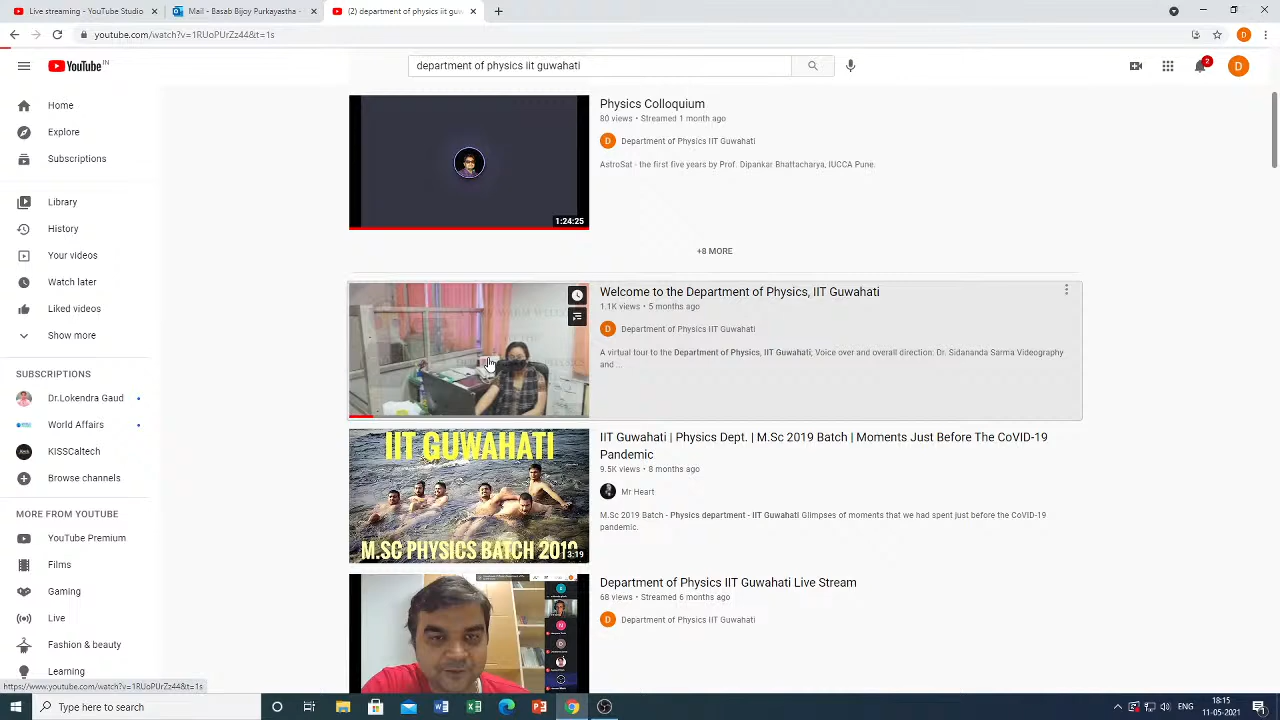 Live streaming - YouTube Studio
Mail - Basab Bijoy Purkayastha -
(2) department of physics iit guw
youtube.com/watch?v=1RUoPUrZz44&t=1s
YouTube IN
department of physics iit guwahati
2
D
Home
Explore
Subscriptions
Library
History
Your videos
Watch later
Liked videos
Show more
SUBSCRIPTIONS
Dr.Lokendra Gaud
World Affairs
KISSCaltech
Browse channels
MORE FROM YOUTUBE
YouTube Premium
Films
Gaming
Live
Fashion & beauty
Learning
1:24:25
Physics Colloquium
80 views • Streamed 1 month ago
D Department of Physics IIT Guwahati
AstroSat - the first five years by Prof. Dipankar Bhattacharya, IUCCA Pune.
+8 MORE
Welcome to the Department of Physics, IIT Guwahati
1.1K views • 5 months ago
D Department of Physics IIT Guwahati
A virtual tour to the Department of Physics, IIT Guwahati; Voice over and overall direction: Dr. Sidananda Sarma Videography
and ...
IIT GUWAHATI
M.SC PHYSICS BATCH 2019
3:19
IIT Guwahati | Physics Dept. | M.Sc 2019 Batch | Moments Just Before The CoVID-19
Pandemic
9.5K views • 8 months ago
Mr Heart
M.Sc 2019 Batch - Physics department - IIT Guwahati Glimpses of moments that we had spent just before the CoVID-19
pandemic.
Department of Physics IIT Guwahati Live Stream
68 views • Streamed 6 months ago
D Department of Physics IIT Guwahati
https://www.youtube.com/watch?v=1RUoPUrZz44&t=1s
Type here to search
ENG
18:15
11-05-2021